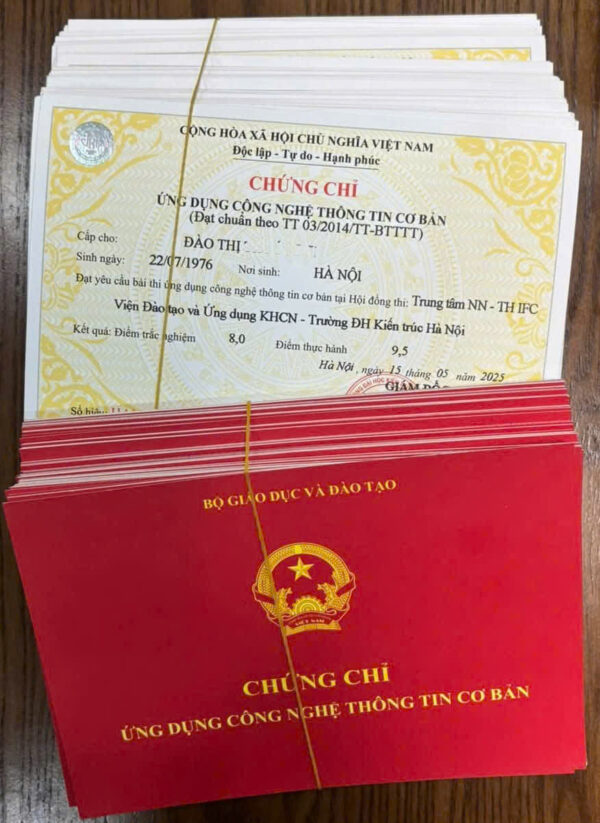 CỘNG HÒA XÃ HỘI CHỦ NGHĨA VIỆT NAM
Độc lập - Tự do - Hạnh phúc
CHỨNG CHỈ
ỨNG DỤNG CÔNG NGHỆ THÔNG TIN CƠ BẢN
(Đạt chuẩn theo TT 03/2014/TT-BTTTT)
Cấp cho: ĐÀO THỊ
Sinh ngày: 22/07/1976 Nơi sinh: HÀ NỘI
Đạt yêu cầu bài thi ứng dụng công nghệ thông tin cơ bản tại Hội đồng thi: Trung tâm NN - TH IFC
Viện Đào tạo và Ứng dụng KHCN - Trường ĐH Kiến trúc Hà Nội
Kết quả: Điểm trắc nghiệm 8,0 Điểm thực hành 9,5
Hà Nội, ngày 15 tháng 05 năm 2025
GIÁM ĐỐC
Số hiệu:
BỘ GIÁO DỤC VÀ ĐÀO TẠO
VIỆT NAM
CHỨNG CHỈ
ỨNG DỤNG CÔNG NGHỆ THÔNG TIN CƠ BẢN